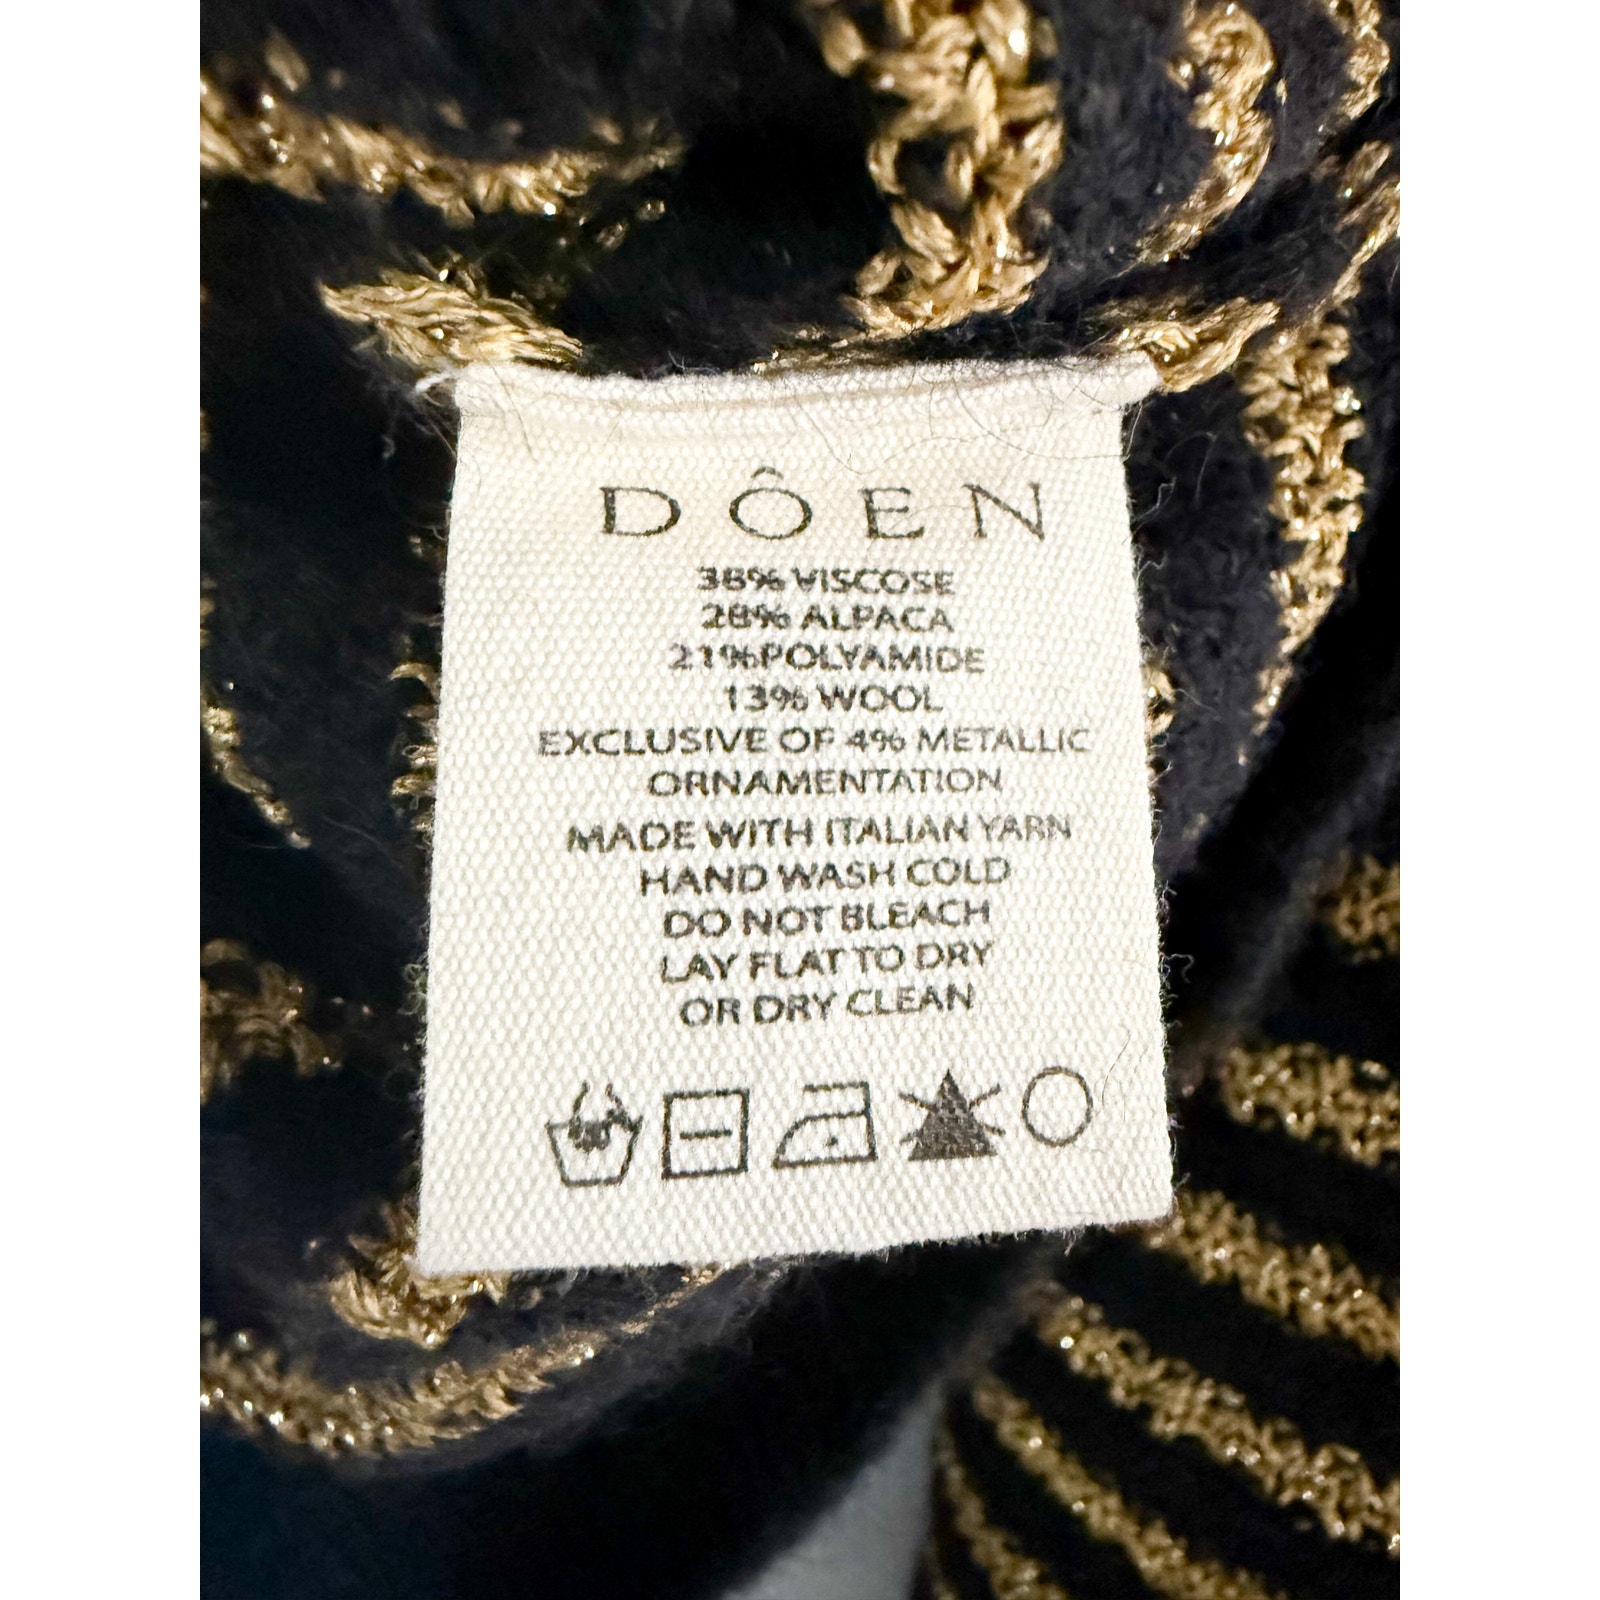 DÔEN
38% VISCOSE
28% ALPACA
21%POLYAMIDE
13% WOOL
EXCLUSIVE OF 4% METALLIC
ORNAMENTATION
MADE WITH ITALIAN YARN
HAND WASH COLD
DO NOT BLEACH
LAY FLAT TO DRY
OR DRY CLEAN